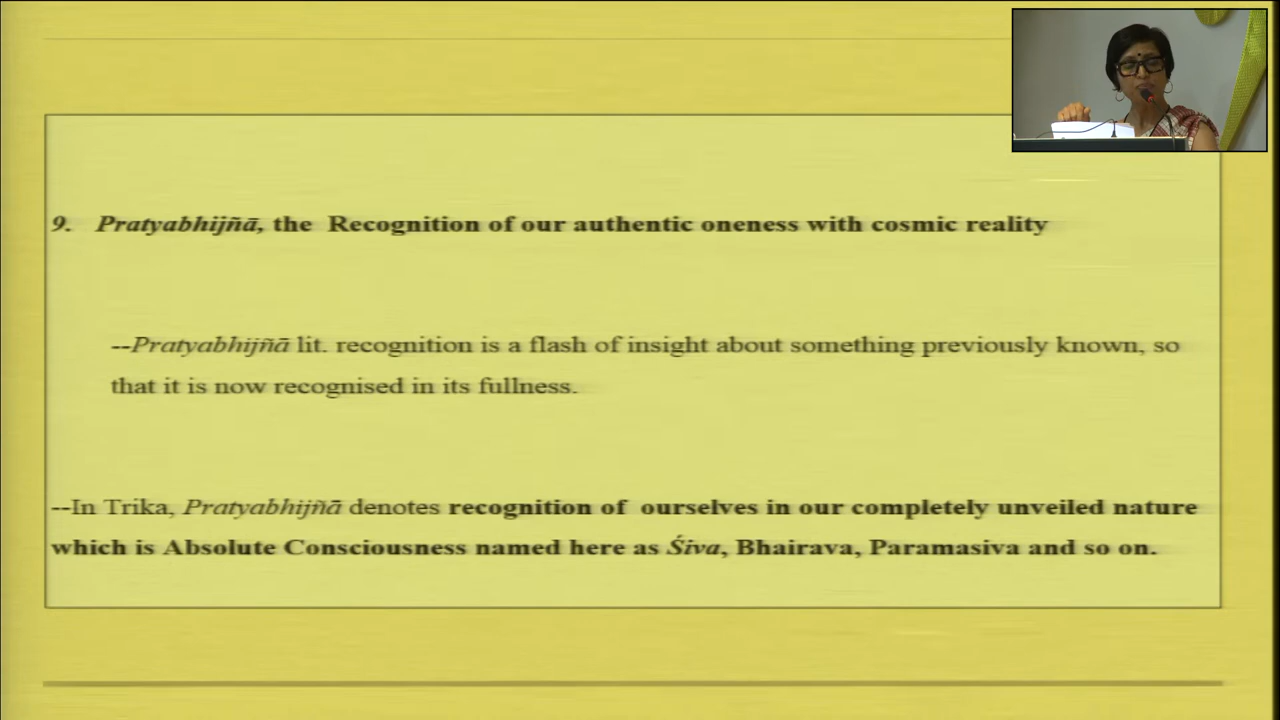 9. Pratyabhijñā, the Recognition of our authentic oneness with cosmic reality
--Pratyabhijñā lit. recognition is a flash of insight about something previously known, so
that it is now recognised in its fullness.
--In Trika, Pratyabhijñā denotes recognition of ourselves in our completely unveiled nature
which is Absolute Consciousness named here as Śiva, Bhairava, Paramasiva and so on.